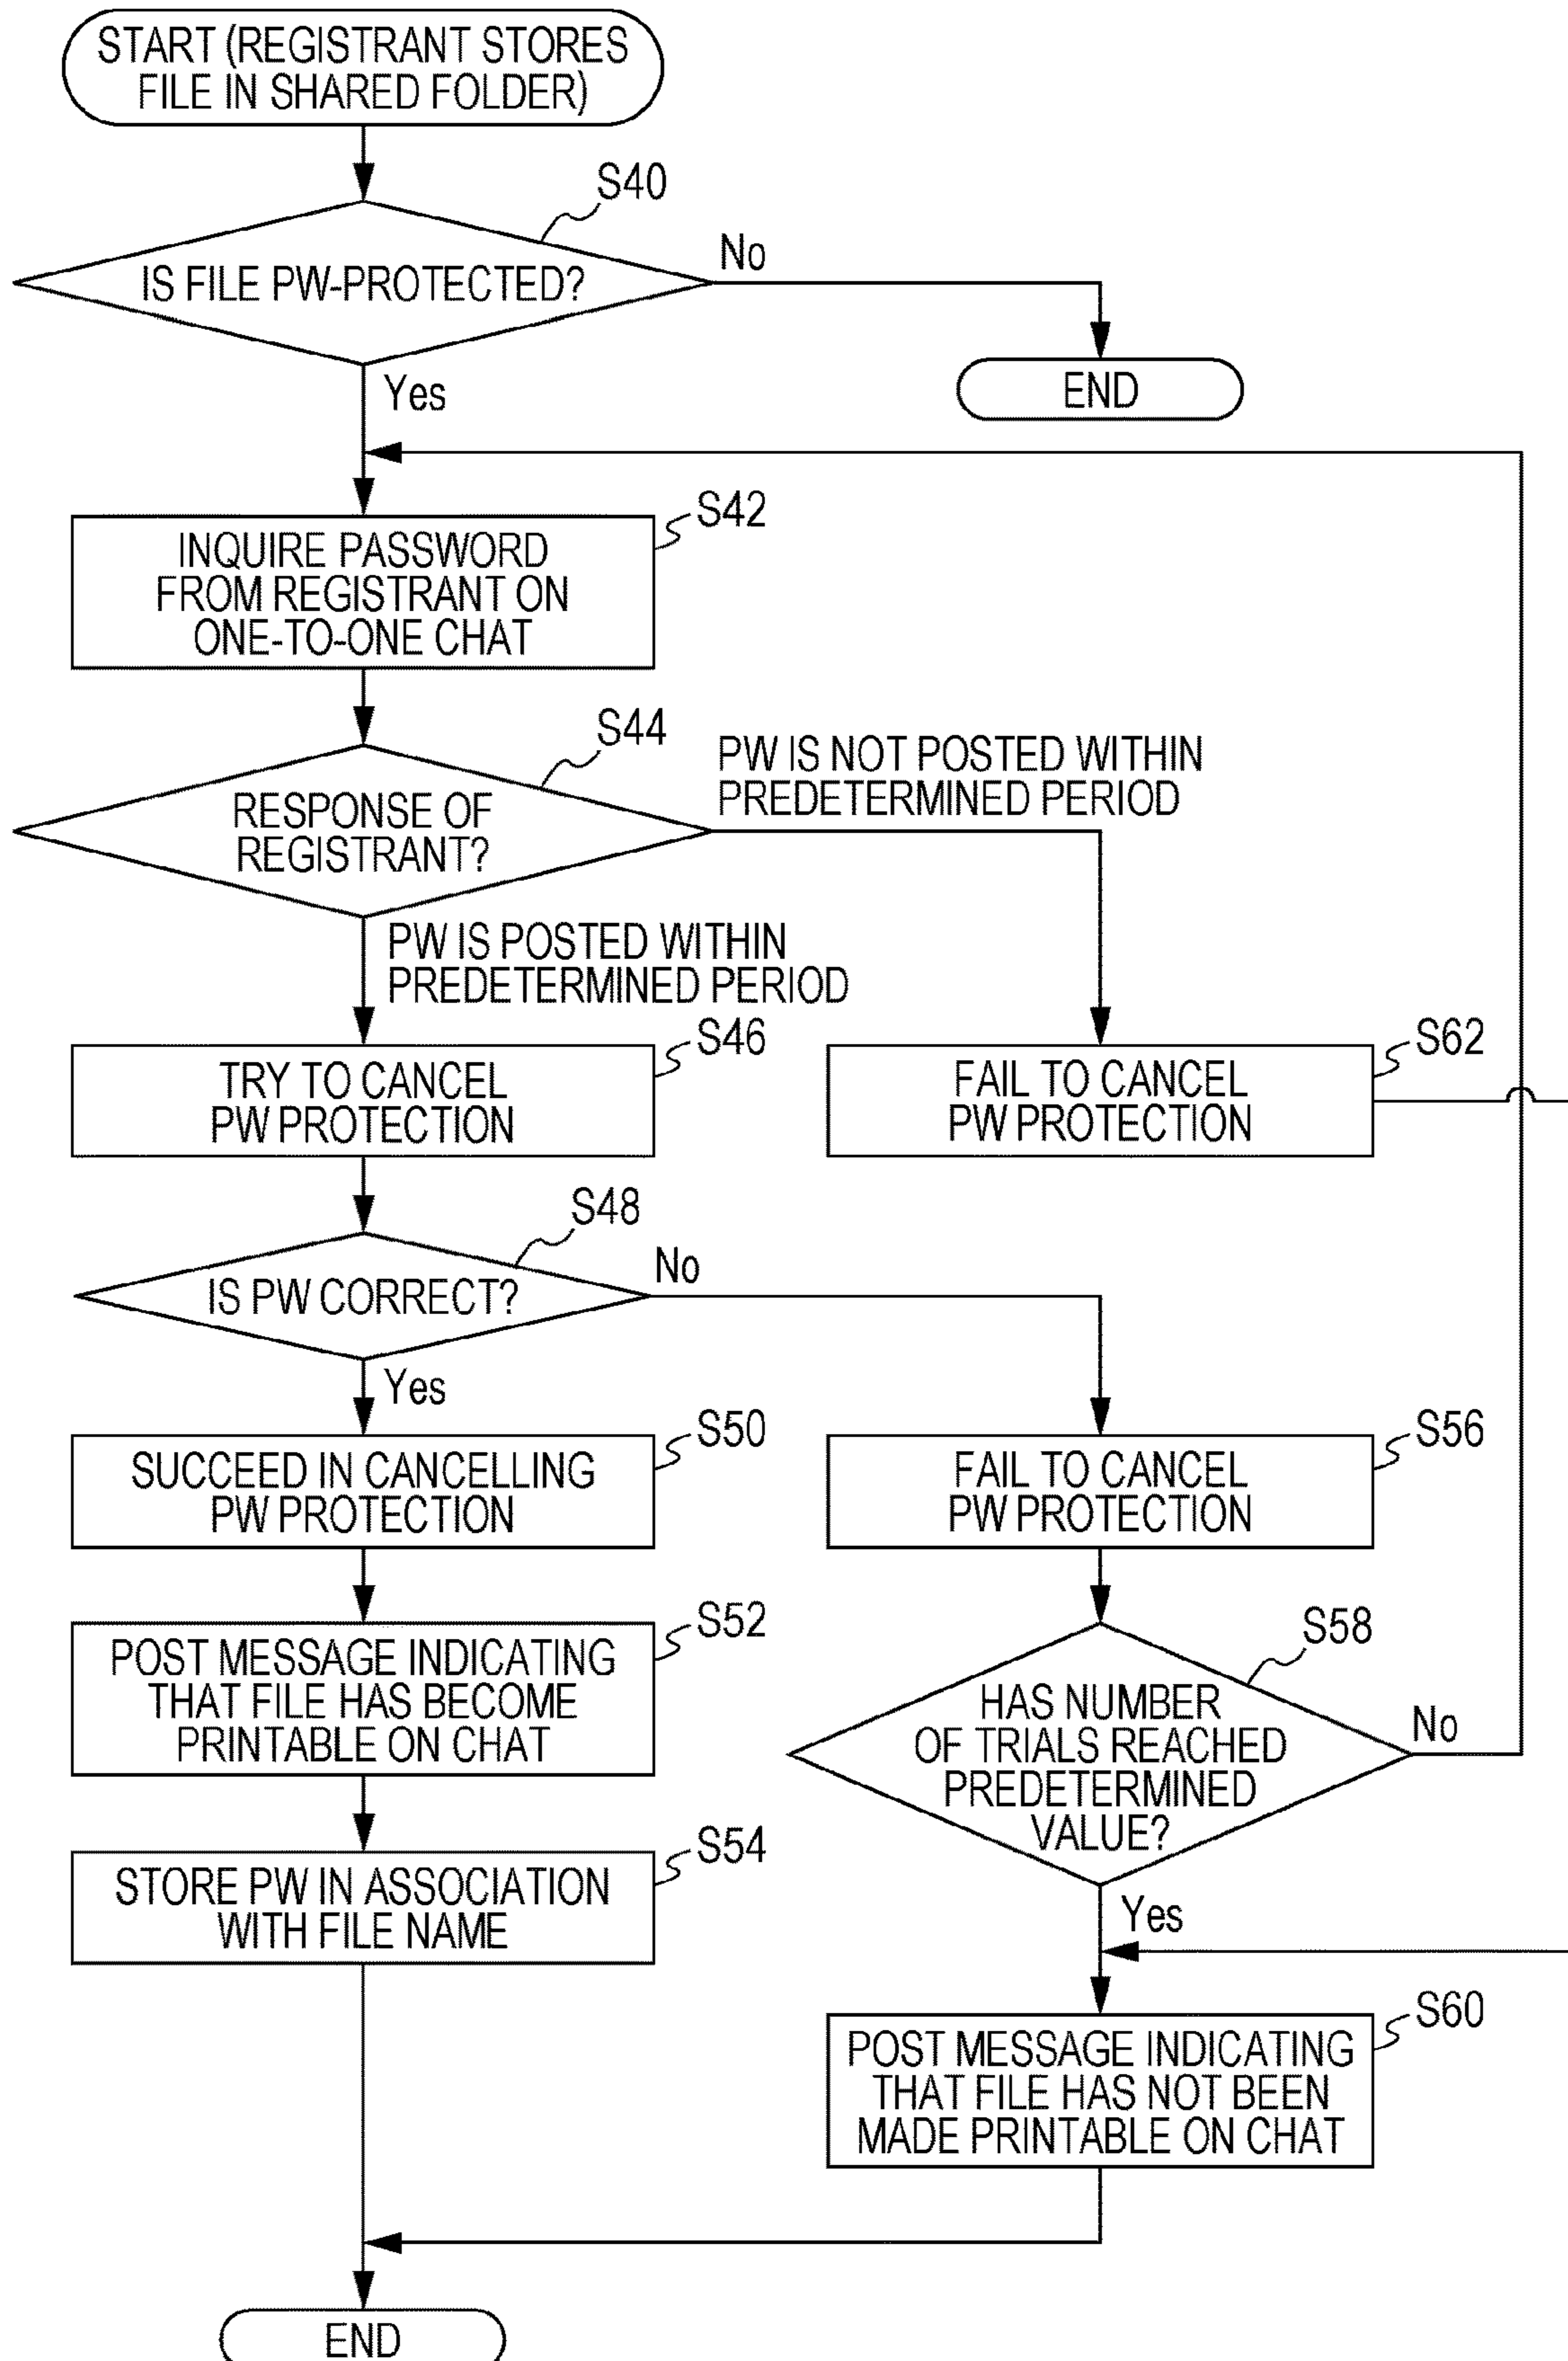 START (REGISTRANT STORES
FILE IN SHARED FOLDER)
S40
IS FILE PW-PROTECTED?
No
END
Yes
S42
INQUIRE PASSWORD
FROM REGISTRANT ON
ONE-TO-ONE CHAT
S44
RESPONSE OF
REGISTRANT?
PW IS NOT POSTED WITHIN
PREDETERMINED PERIOD
PW IS POSTED WITHIN
PREDETERMINED PERIOD
S46
TRY TO CANCEL
PW PROTECTION
S62
FAIL TO CANCEL
PW PROTECTION
S48
IS PW CORRECT?
No
Yes
S50
SUCCEED IN CANCELLING
PW PROTECTION
S56
FAIL TO CANCEL
PW PROTECTION
S52
POST MESSAGE INDICATING
THAT FILE HAS BECOME
PRINTABLE ON CHAT
S58
HAS NUMBER
OF TRIALS REACHED
PREDETERMINED
VALUE?
No
Yes
S54
STORE PW IN ASSOCIATION
WITH FILE NAME
S60
POST MESSAGE INDICATING
THAT FILE HAS NOT BEEN
MADE PRINTABLE ON CHAT
END